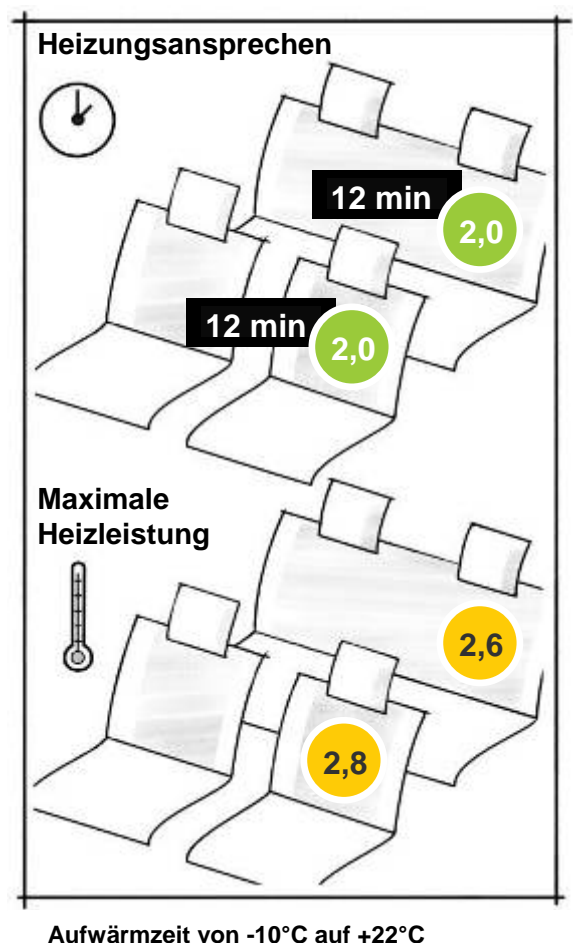 Heizungsansprechen
12 min
2,0
12 min
2,0
Maximale
Heizleistung
2,6
2,8
Aufwärmzeit von -10°C auf +22°C